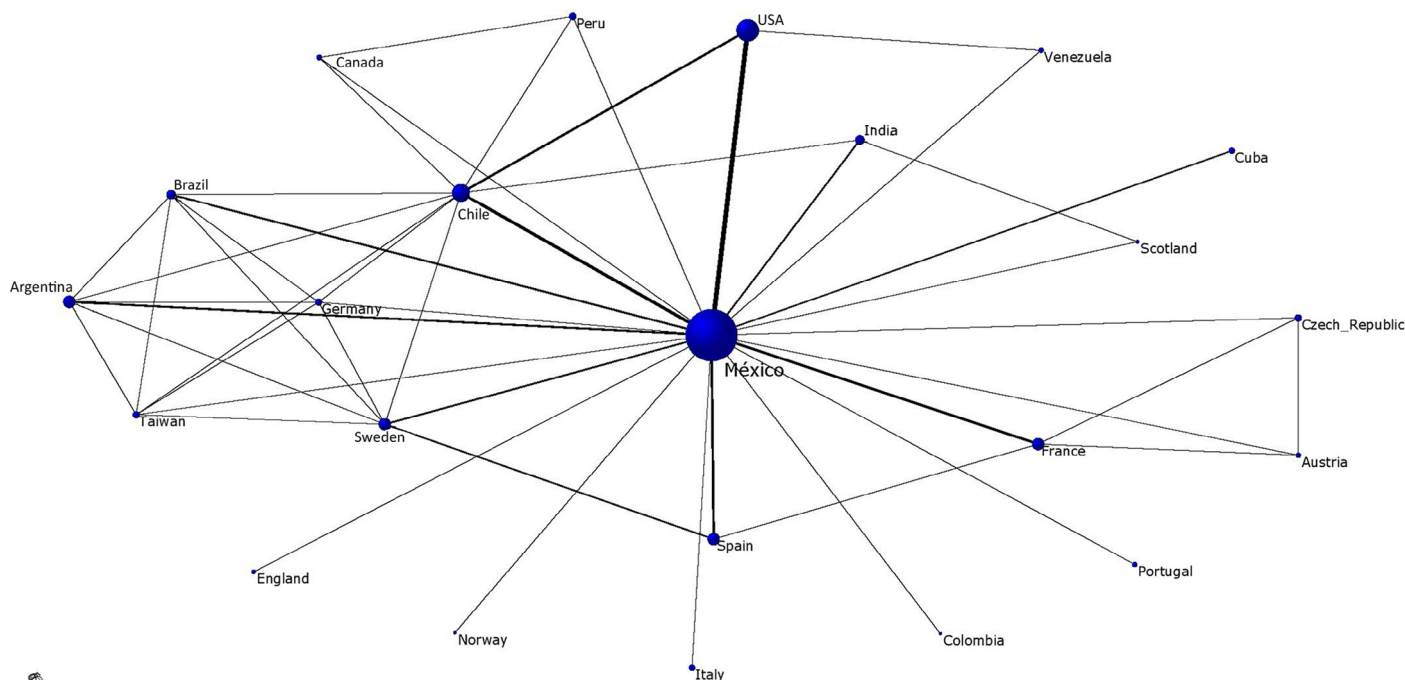 USA
Peru
Canada
Venezuela
India
Cuba
Brazil
Chile
Scotland
Argentina
Germany
Czech_Republic
México
Taiwan
Sweden
France
Austria
Spain
England
Portugal
Norway
Colombia
Italy